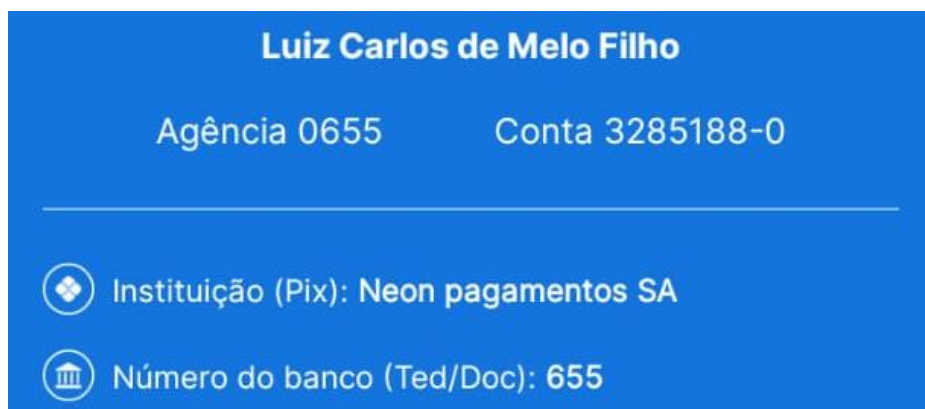 Luiz Carlos de Melo Filho
Agência 0655 Conta 3285188-0
Instituição (Pix): Neon pagamentos SA
Número do banco (Ted/Doc): 655